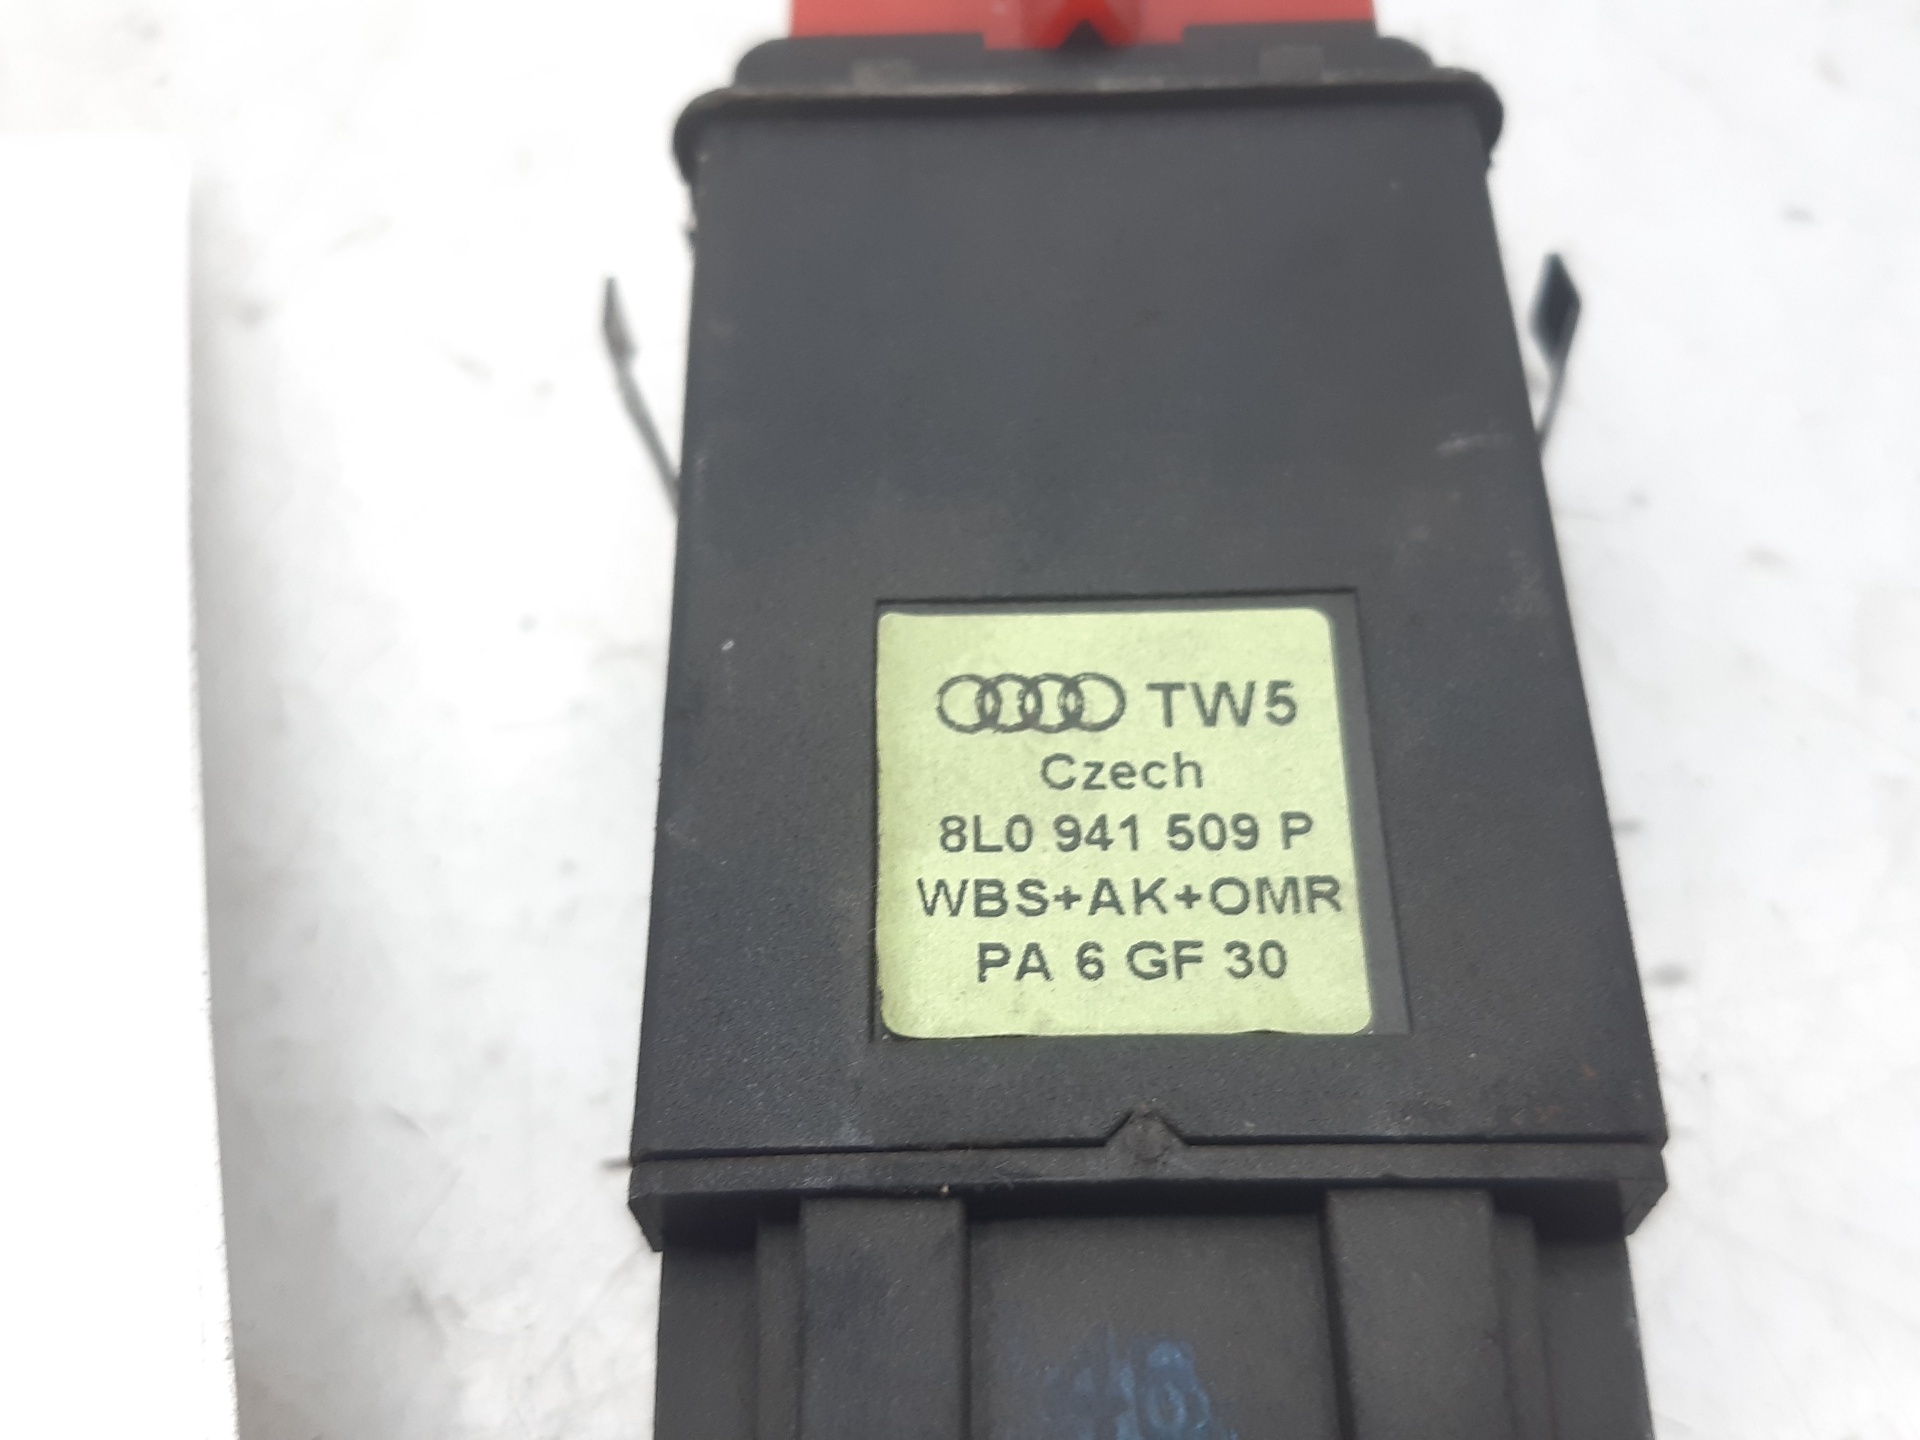 TW5
Czech
8L0 941 509 P
WBS+AK+OMR
PA 6 GF 30